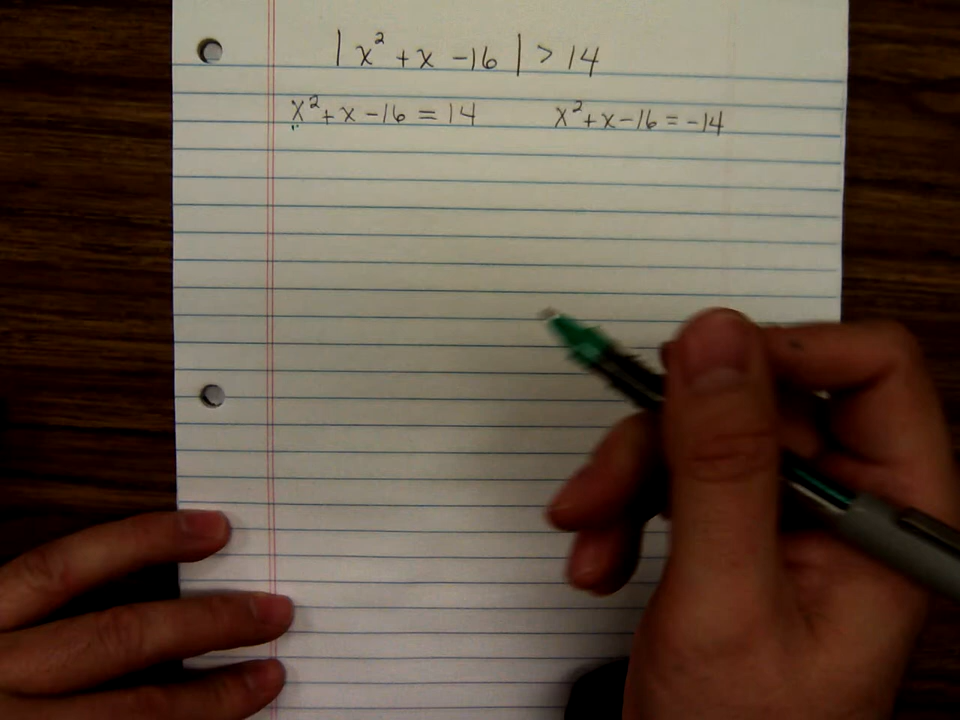 |x² + x - 16| > 14
x² + x - 16 = 14 x² + x - 16 = -14